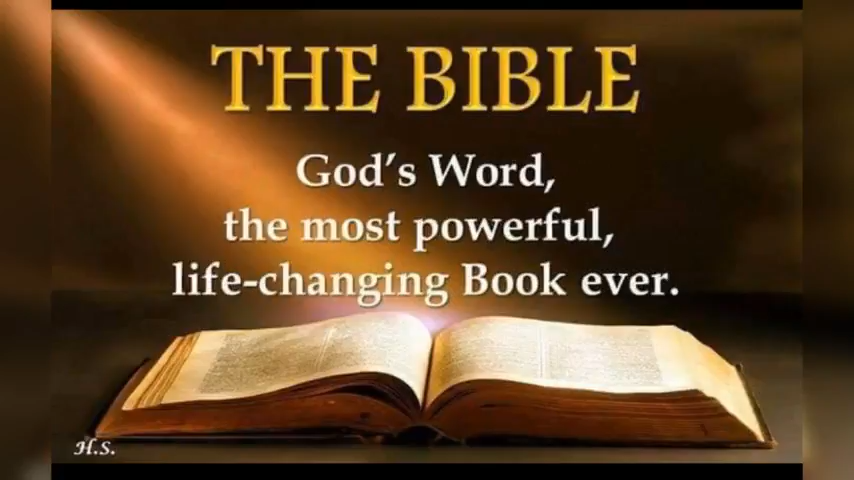 THE BIBLE
God's Word,
the most powerful,
life-changing Book ever.
H.S.